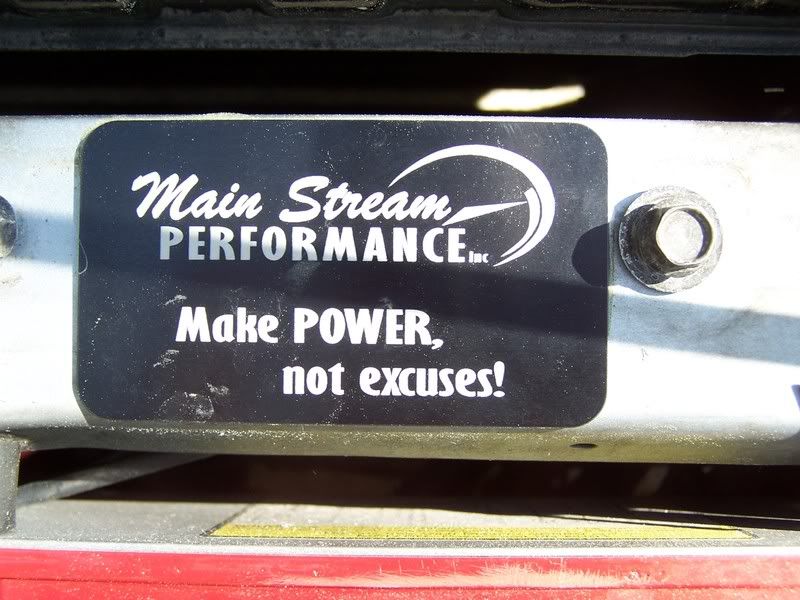 Main Stream
PERFORMANCE Inc
Make POWER,
not excuses!